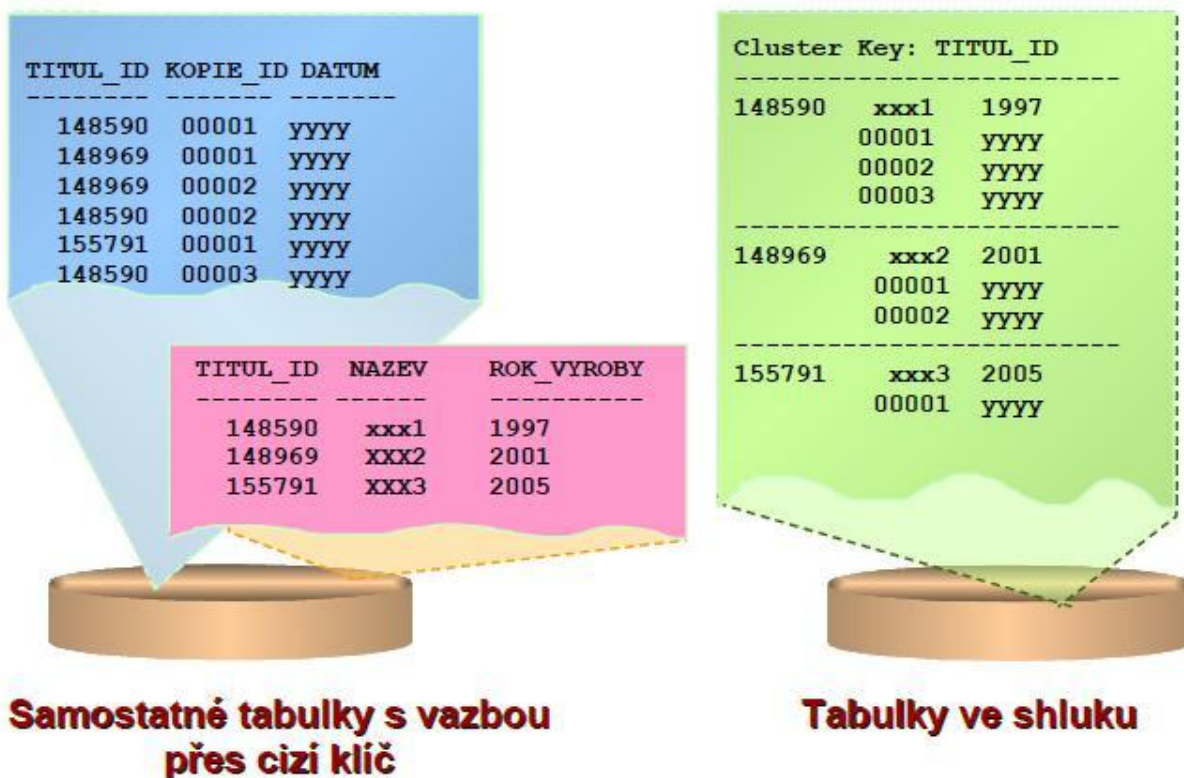 TITUL_ID KOPIE_ID DATUM
-------- ------- -------
148590 00001 yyyy
148969 00001 yyyy
148969 00002 yyyy
148590 00002 yyyy
155791 00001 yyyy
148590 00003 yyyy
TITUL_ID NAZEV ROK_VYROBY
-------- ------ ----------
148590 xxx1 1997
148969 XXX2 2001
155791 XXX3 2005
Samostatné tabulky s vazbou
přes cizí klíč
Cluster Key: TITUL_ID
--------------------------
148590 xxx1 1997
00001 yyyy
00002 yyyy
00003 yyyy
--------------------------
148969 xxx2 2001
00001 yyyy
00002 yyyy
--------------------------
155791 xxx3 2005
00001 yyyy
Tabulky ve shluku